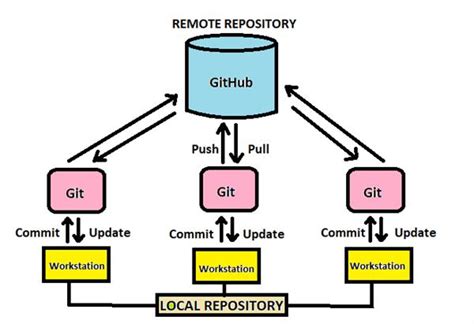 REMOTE REPOSITORY
GitHub
Push Pull
Git Git Git
Commit Update Commit Update Commit Update
Workstation Workstation Workstation
LOCAL REPOSITORY